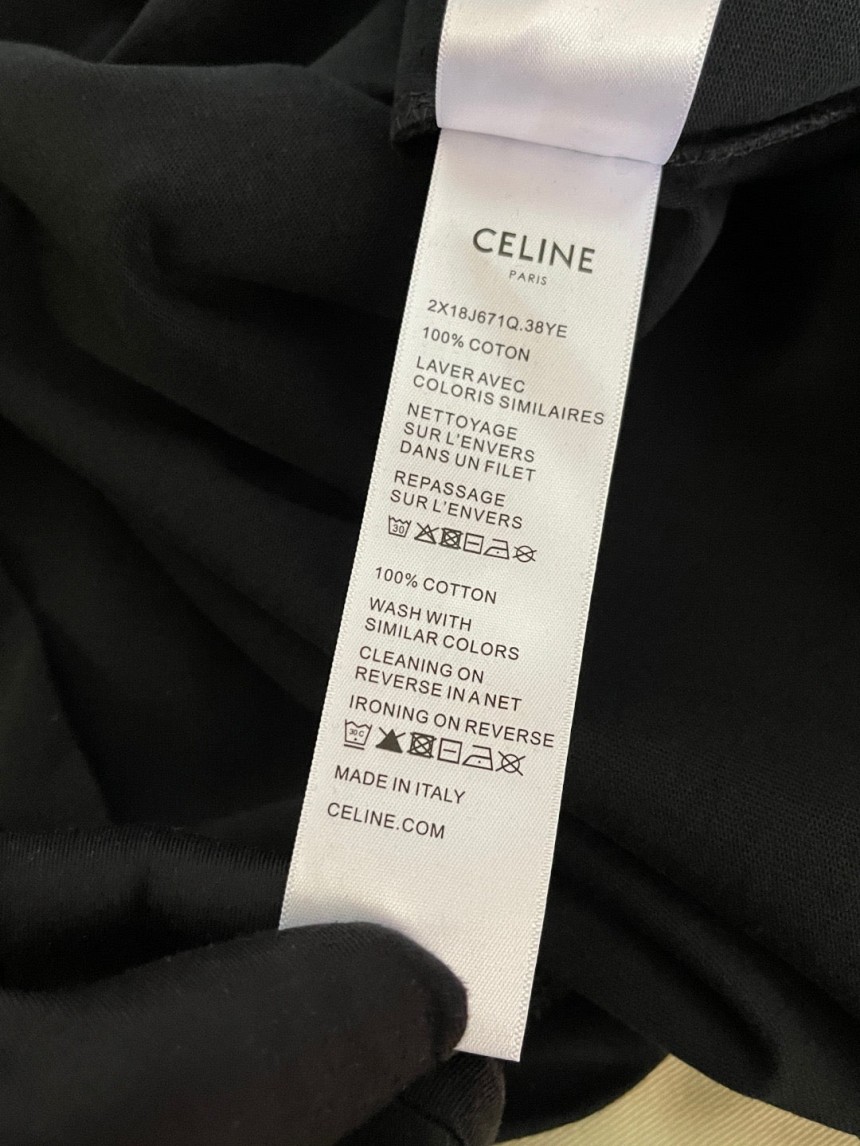 CELINE
PARIS
2X18J671Q.38YE
100% COTON
LAVER AVEC
COLORIS SIMILAIRES
NETTOYAGE
SUR L'ENVERS
DANS UN FILET
REPASSAGE
SUR L'ENVERS
30
100% COTTON
WASH WITH
SIMILAR COLORS
CLEANING ON
REVERSE IN A NET
IRONING ON REVERSE
30C
MADE IN ITALY
CELINE.COM